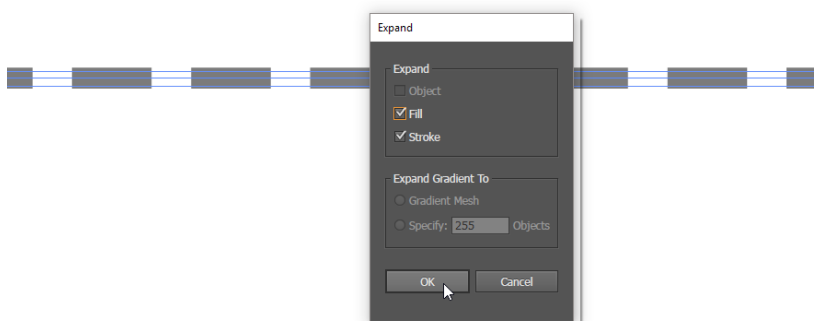 Expand
Expand
Object
Fill
Stroke
Expand Gradient To
Gradient Mesh
Specify: 255 Objects
OK Cancel